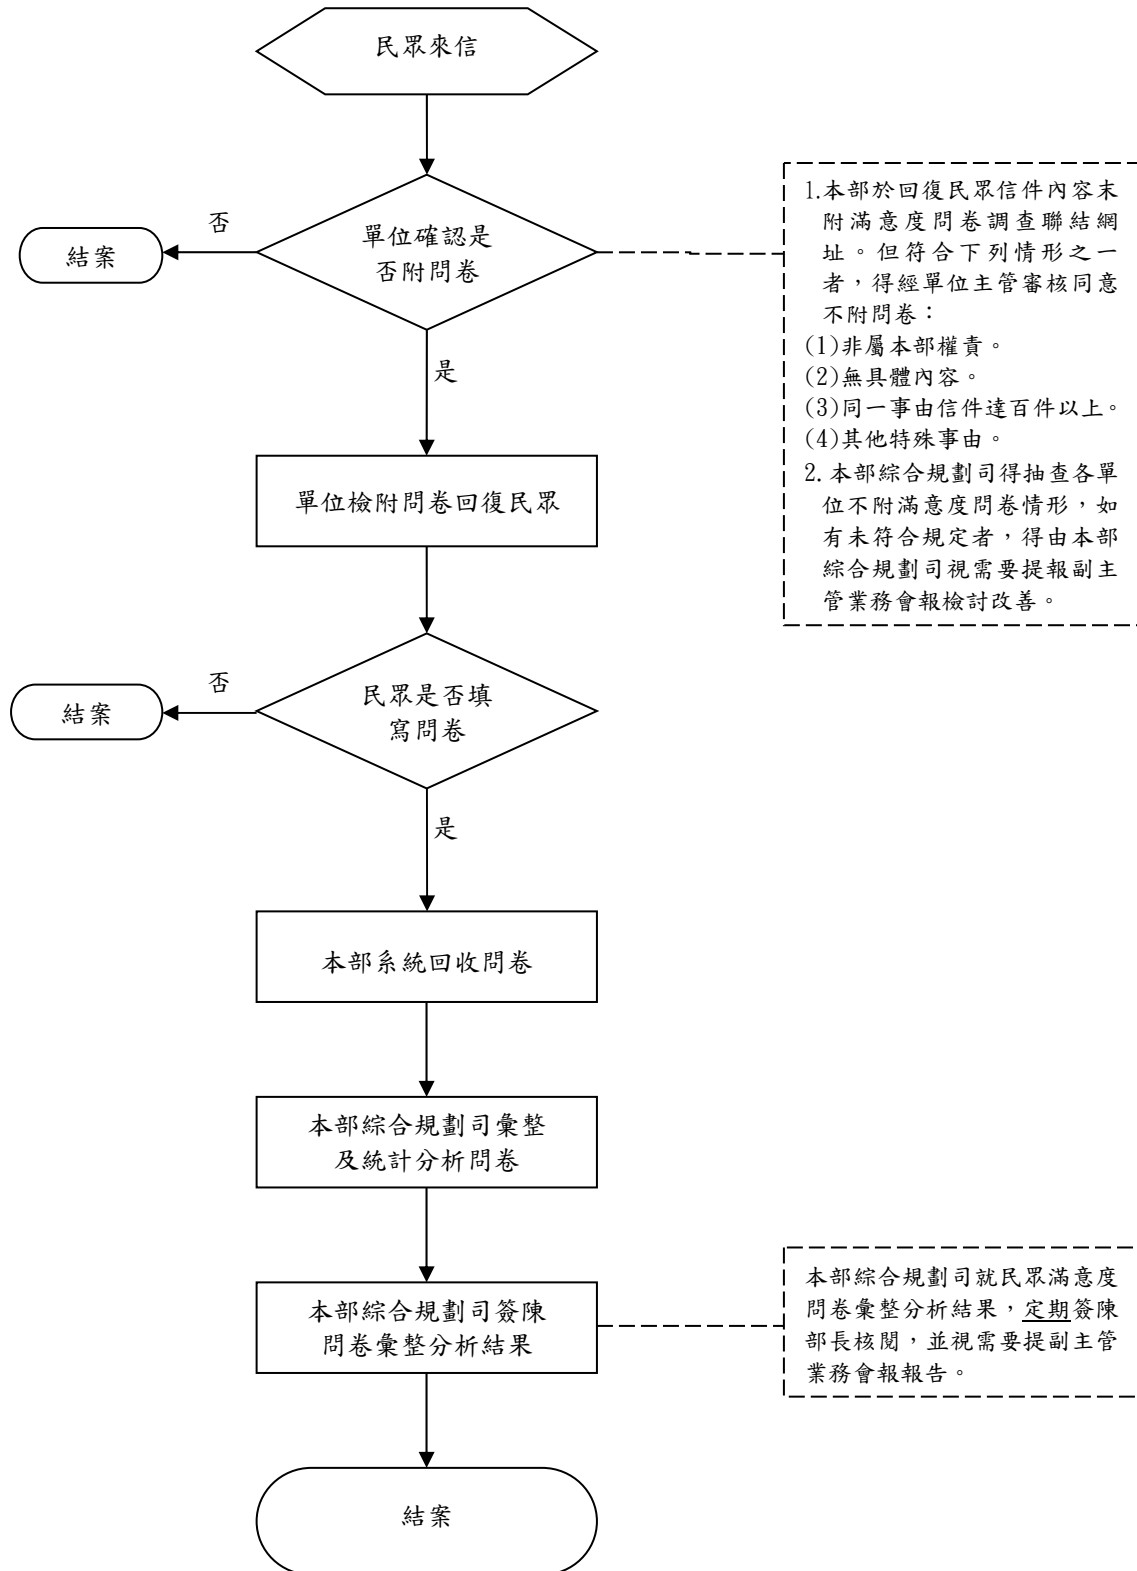 民眾來信
單位確認是
否附問卷
否
結案
是
1.本部於回復民眾信件內容末
附滿意度問卷調查聯結網
址。但符合下列情形之一
者，得經單位主管審核同意
不附問卷：
(1)非屬本部權責。
(2)無具體內容。
(3)同一事由信件達百件以上。
(4)其他特殊事由。
2.本部綜合規劃司得抽查各單
位不附滿意度問卷情形，如
有未符合規定者，得由本部
綜合規劃司視需要提報副主
管業務會報檢討改善。
單位檢附問卷回復民眾
民眾是否填
寫問卷
否
結案
是
本部系統回收問卷
本部綜合規劃司彙整
及統計分析問卷
本部綜合規劃司簽陳
問卷彙整分析結果
本部綜合規劃司就民眾滿意度
問卷彙整分析結果，定期簽陳
部長核閱，並視需要提副主管
業務會報報告。
結案